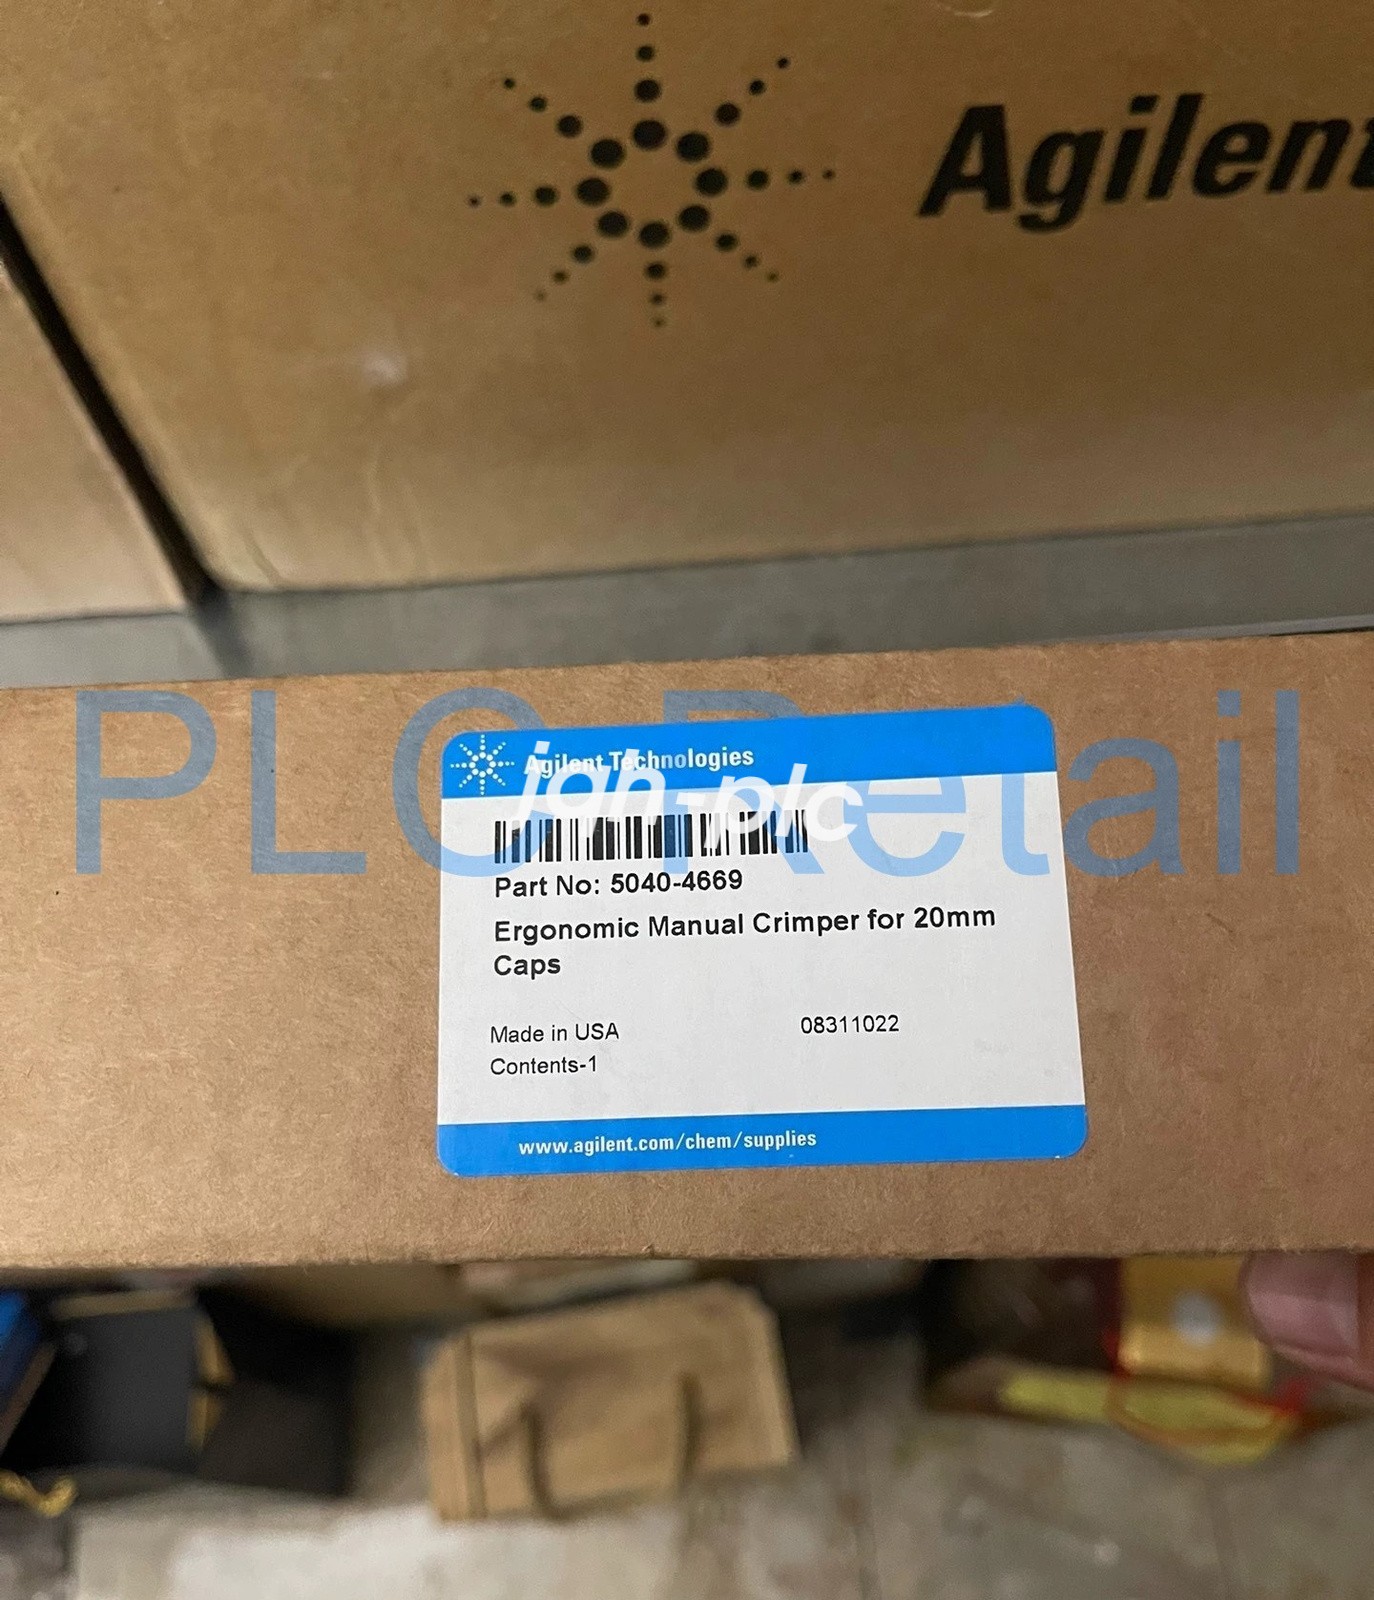 Agilent
PLC Retail
Agilent Technologies
jqh-plc
Part No: 5040-4669
Ergonomic Manual Crimper for 20mm
Caps
Made in USA
08311022
Contents-1
www.agilent.com/chem/supplies